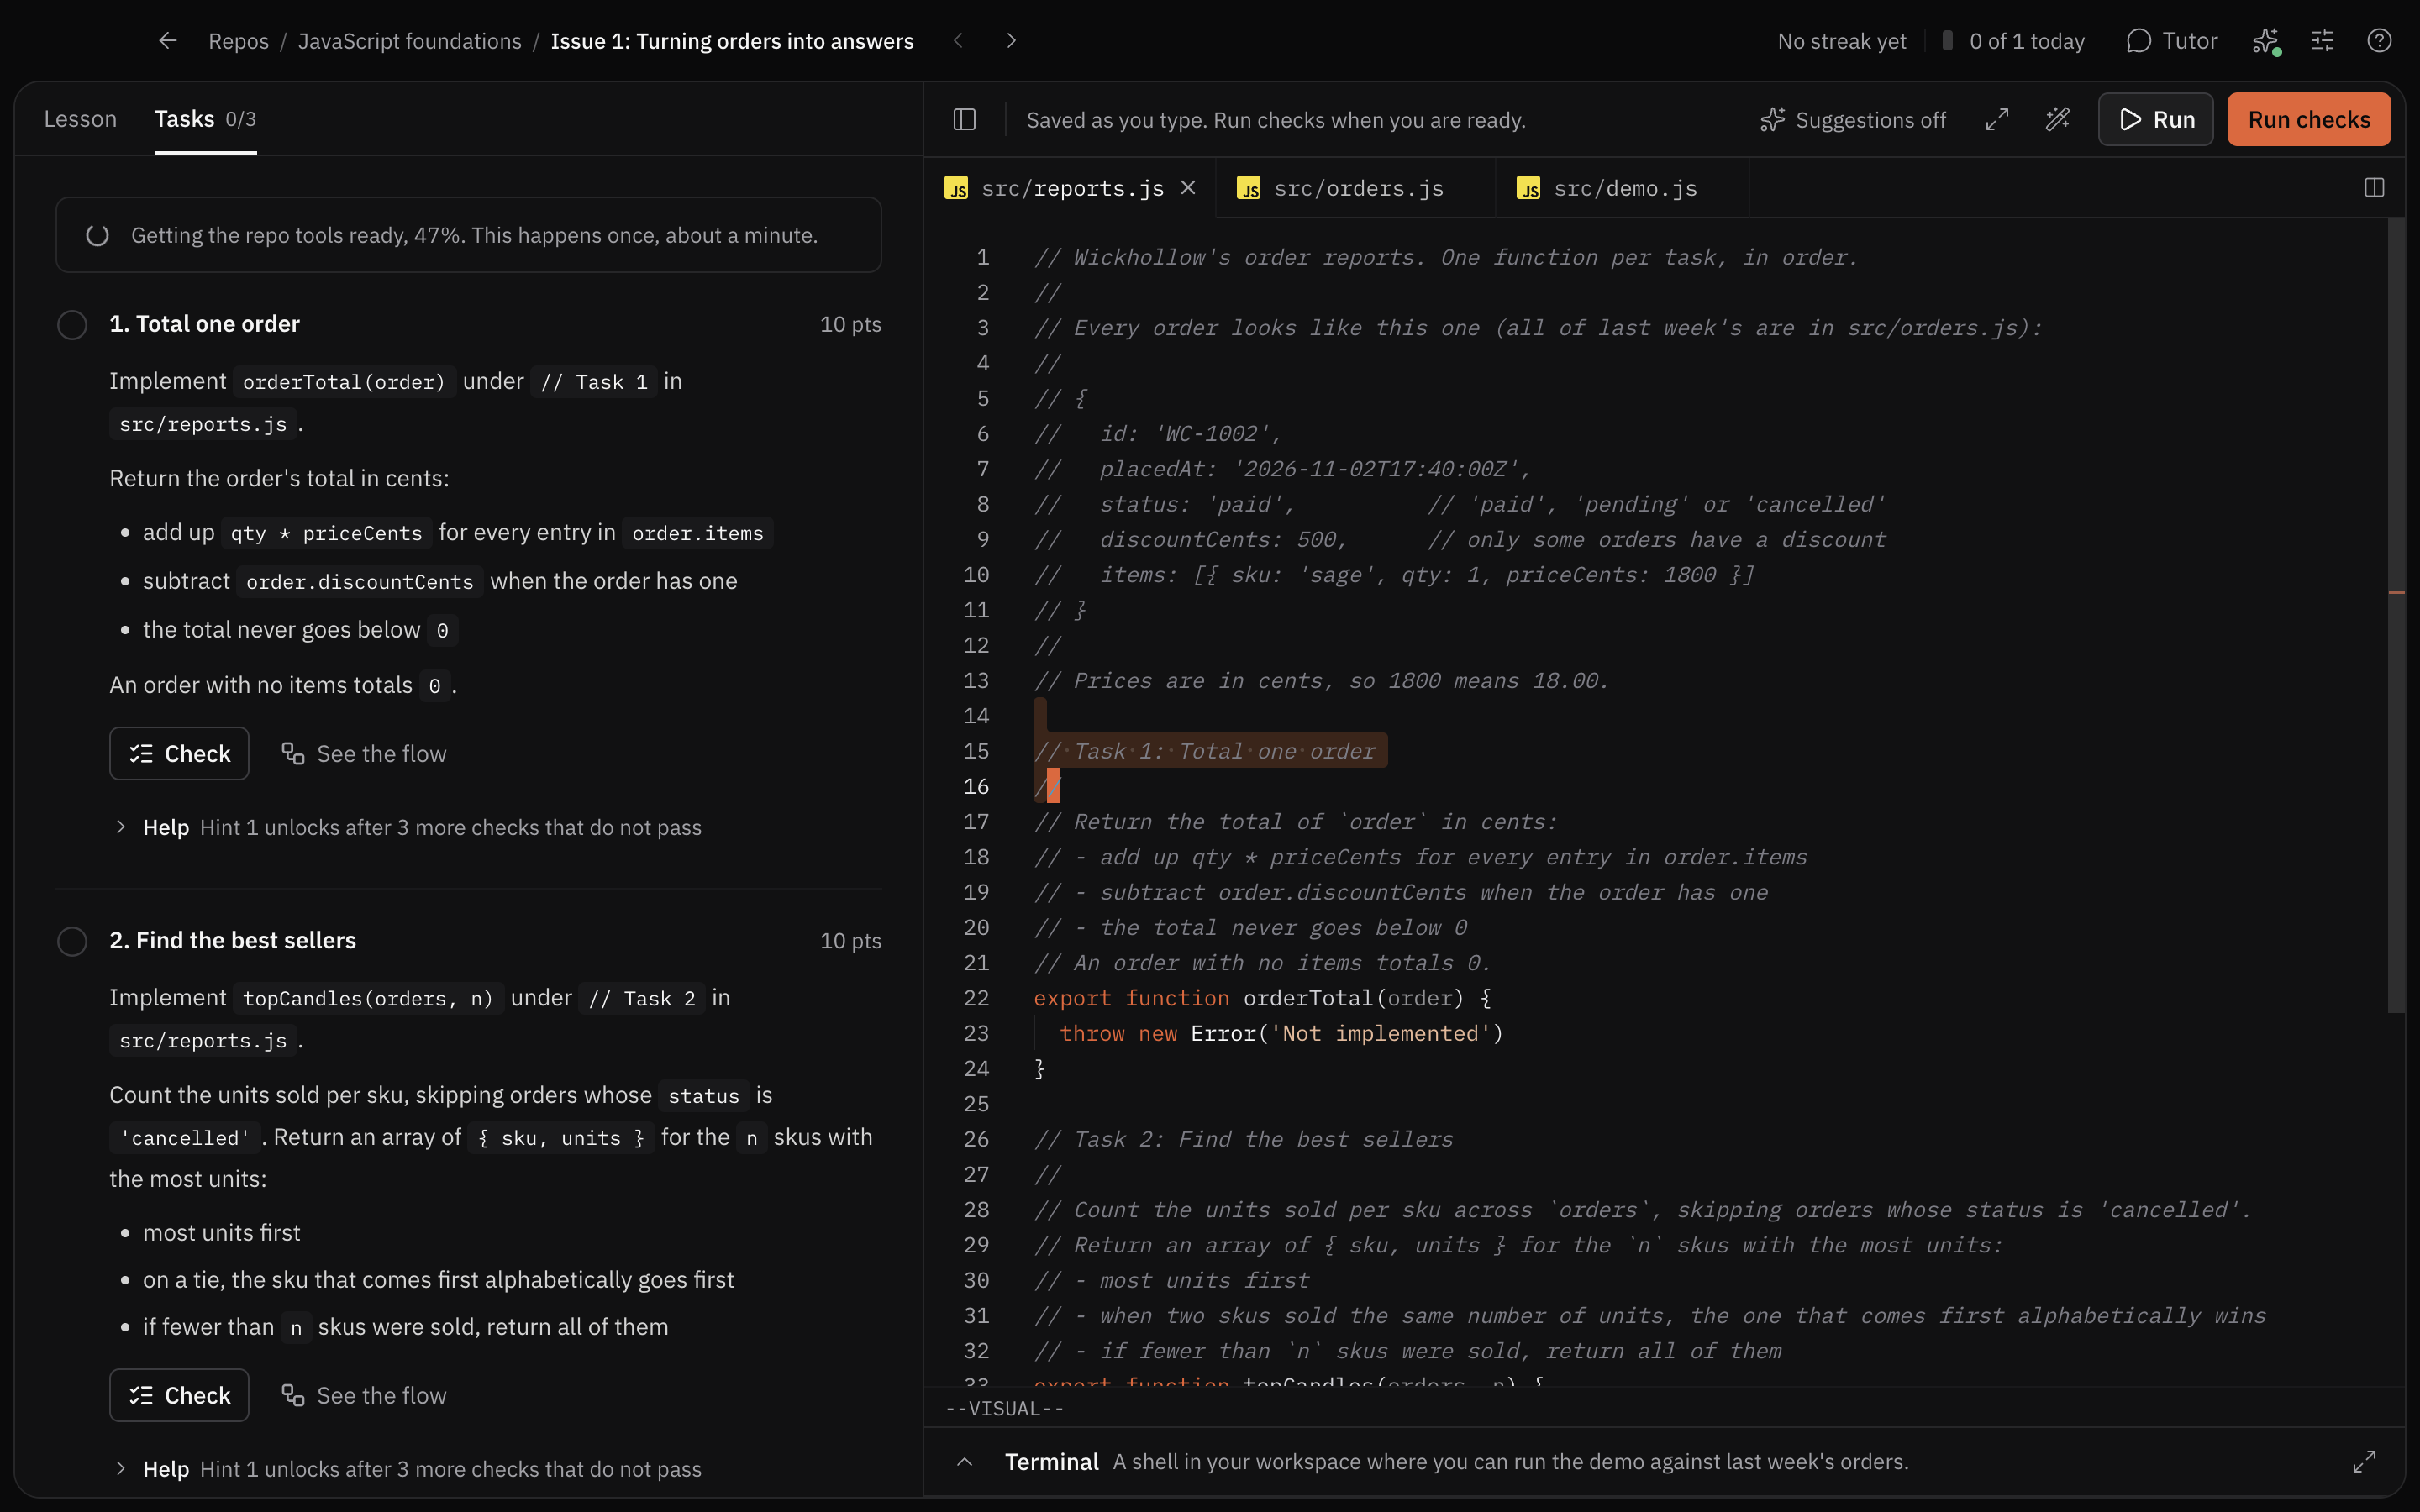 Repos / JavaScript foundations / Issue 1: Turning orders into answers
No streak yet
0 of 1 today
Tutor
Lesson
Tasks 0/3
Getting the repo tools ready, 47%. This happens once, about a minute.
1. Total one order
10 pts
Implement orderTotal(order) under // Task 1 in
src/reports.js.
Return the order's total in cents:
• add up qty * priceCents for every entry in order.items
• subtract order.discountCents when the order has one
• the total never goes below 0
An order with no items totals 0.
Check
See the flow
Help Hint 1 unlocks after 3 more checks that do not pass
2. Find the best sellers
10 pts
Implement topCandles(orders, n) under // Task 2 in
src/reports.js.
Count the units sold per sku, skipping orders whose status is
'cancelled'. Return an array of { sku, units } for the n skus with
the most units:
• most units first
• on a tie, the sku that comes first alphabetically goes first
• if fewer than n skus were sold, return all of them
Check
See the flow
Help Hint 1 unlocks after 3 more checks that do not pass
Saved as you type. Run checks when you are ready.
Suggestions off
Run
Run checks
JS src/reports.js
JS src/orders.js
JS src/demo.js
1 // Wickhollow's order reports. One function per task, in order.
2 //
3 // Every order looks like this one (all of last week's are in src/orders.js):
4 //
5 // {
6 //   id: 'WC-1002',
7 //   placedAt: '2026-11-02T17:40:00Z',
8 //   status: 'paid',          // 'paid', 'pending' or 'cancelled'
9 //   discountCents: 500,      // only some orders have a discount
10 //   items: [{ sku: 'sage', qty: 1, priceCents: 1800 }]
11 // }
12 //
13 // Prices are in cents, so 1800 means 18.00.
14
15 // Task 1: Total one order
16 //
17 // Return the total of `order` in cents:
18 // - add up qty * priceCents for every entry in order.items
19 // - subtract order.discountCents when the order has one
20 // - the total never goes below 0
21 // An order with no items totals 0.
22 export function orderTotal(order) {
23   throw new Error('Not implemented')
24 }
25
26 // Task 2: Find the best sellers
27 //
28 // Count the units sold per sku across `orders`, skipping orders whose status is 'cancelled'.
29 // Return an array of { sku, units } for the `n` skus with the most units:
30 // - most units first
31 // - when two skus sold the same number of units, the one that comes first alphabetically wins
32 // - if fewer than `n` skus were sold, return all of them
33 export function topCandles(orders, n) {
--VISUAL--
Terminal A shell in your workspace where you can run the demo against last week's orders.